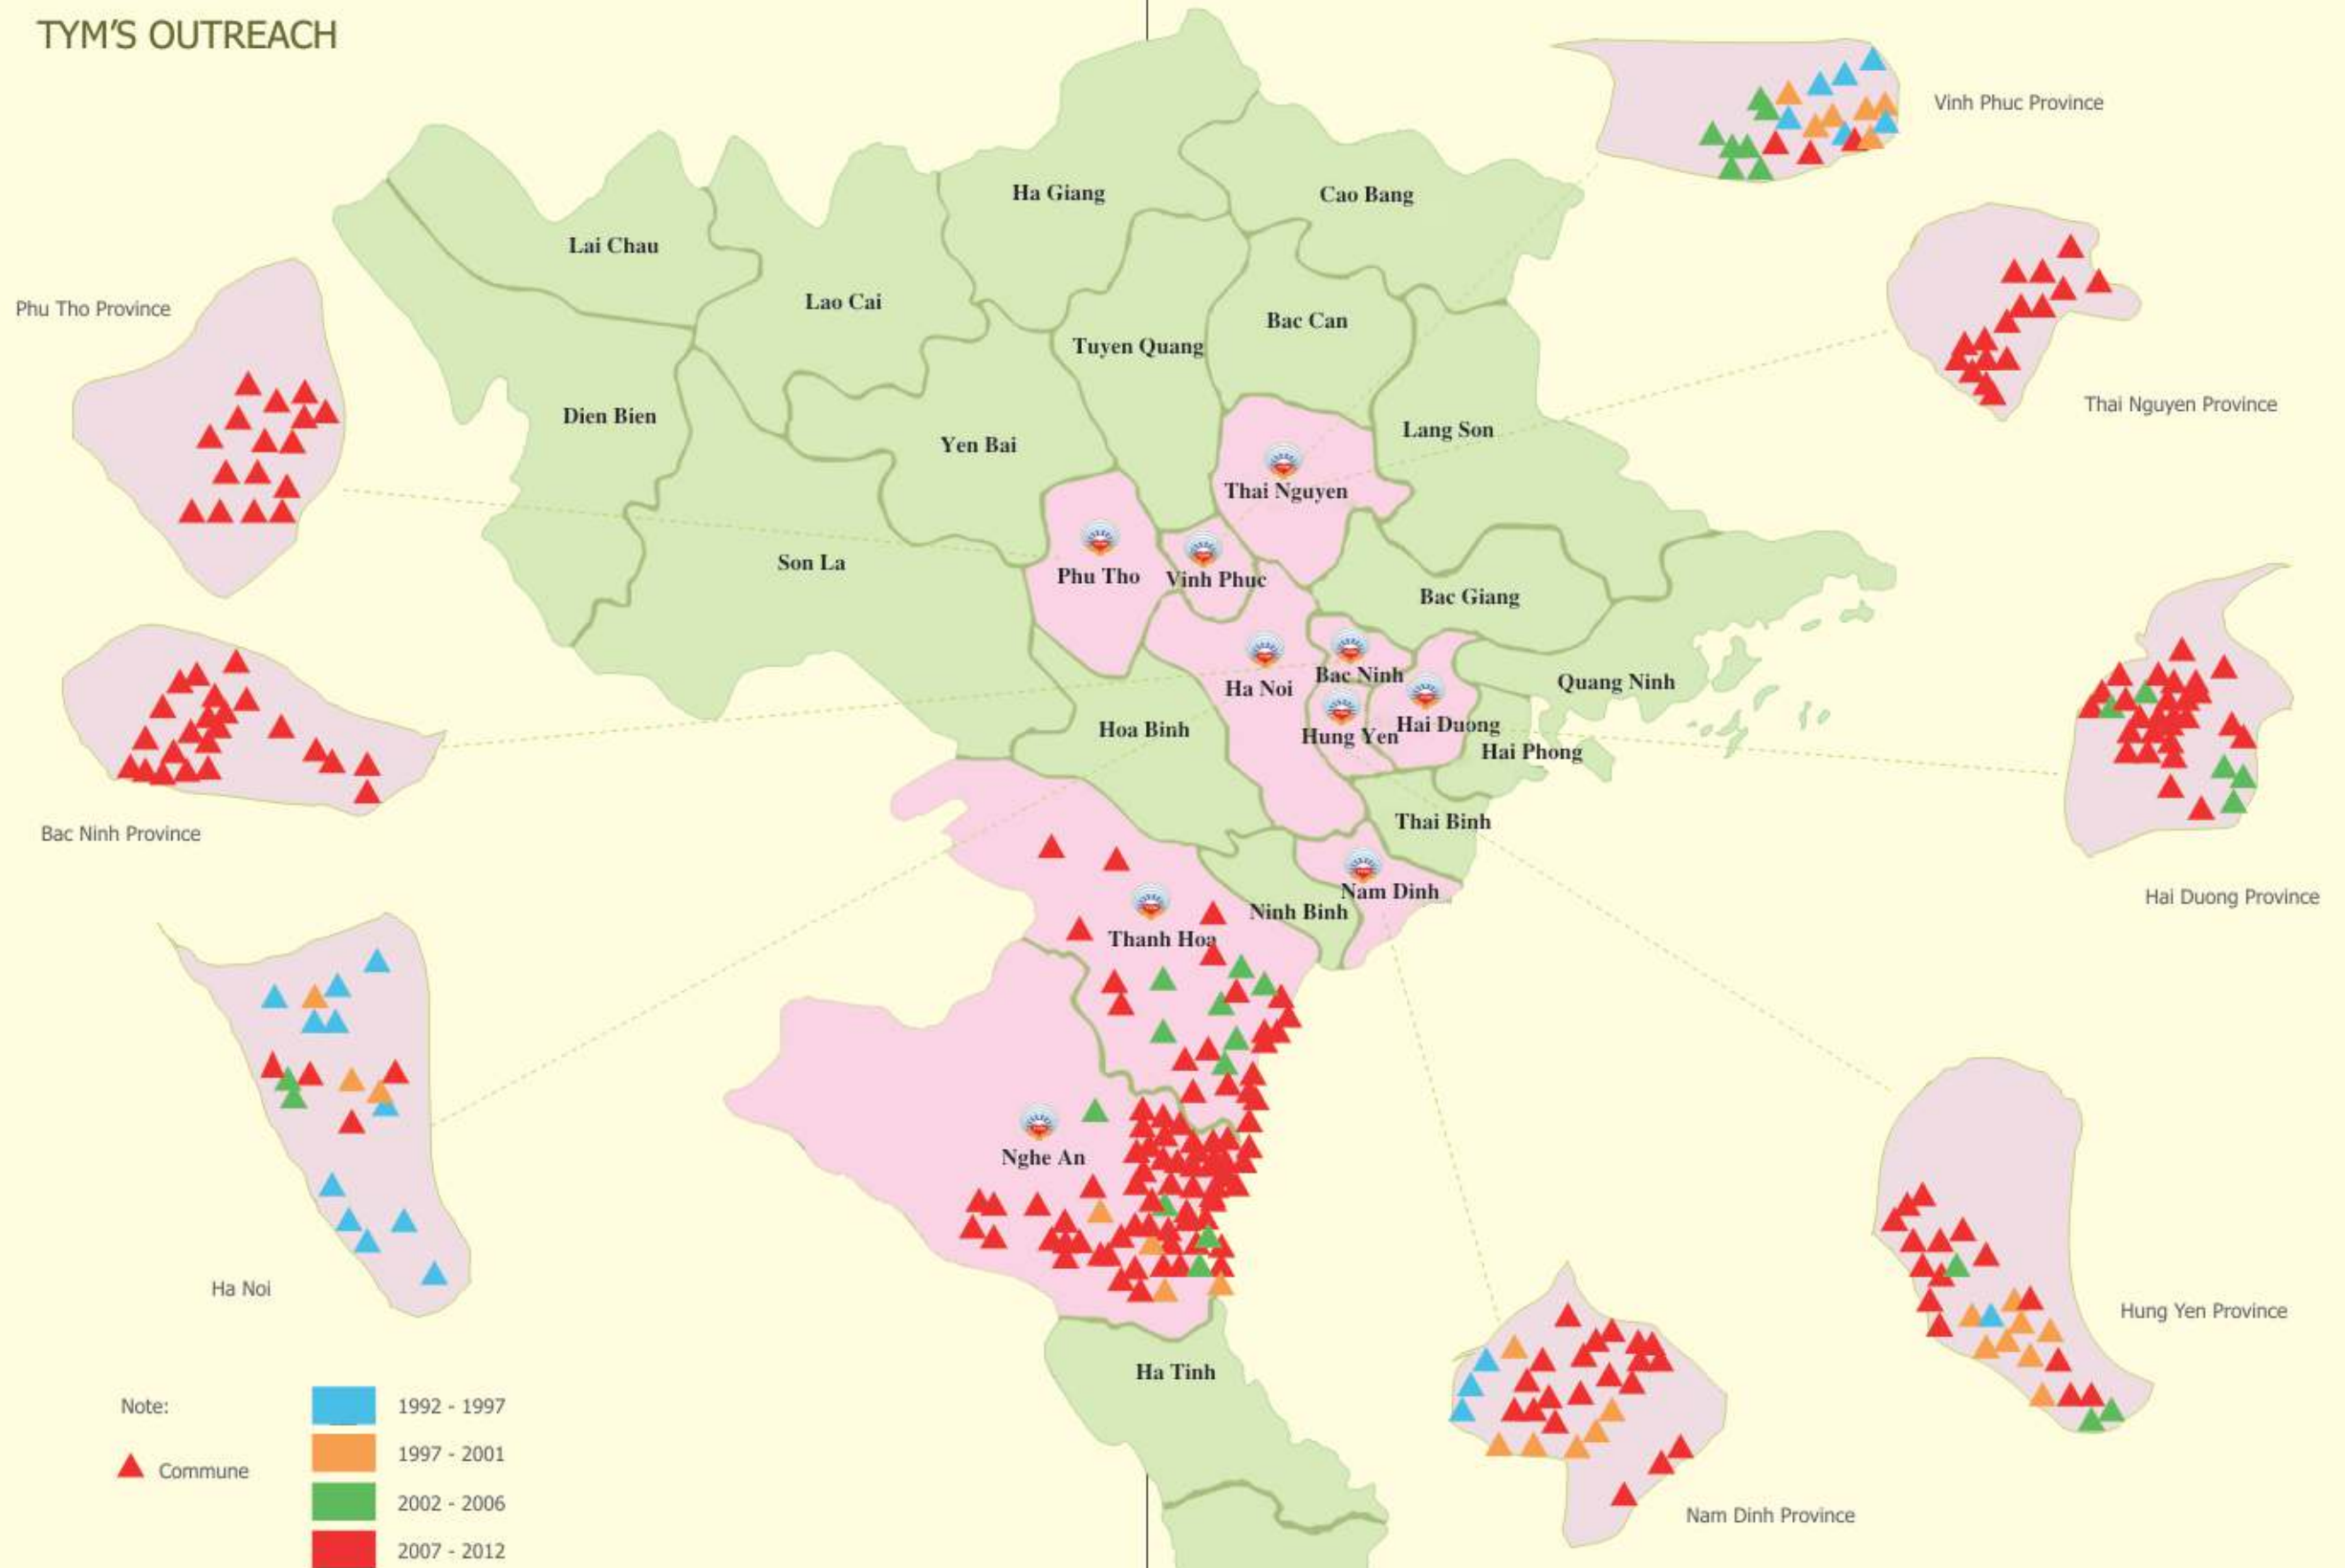 TYM'S OUTREACH
Vinh Phuc Province
Ha Giang
Cao Bang
Lai Chau
Lao Cai
Phu Tho Province
Bac Can
Tuyen Quang
Thai Nguyen Province
Dien Bien
Lang Son
Yen Bai
Thai Nguyen
Son La
Phu Tho
Vinh Phuc
Bac Giang
Bac Ninh
Ha Noi
Quang Ninh
Hoa Binh
Hai Duong
Hung Yen
Hai Phong
Thai Binh
Bac Ninh Province
Nam Dinh
Hai Duong Province
Ninh Binh
Thanh Hoa
Nghe An
Ha Noi
Hung Yen Province
Ha Tinh
Note:
1992 - 1997
1997 - 2001
Commune
2002 - 2006
Nam Dinh Province
2007 - 2012